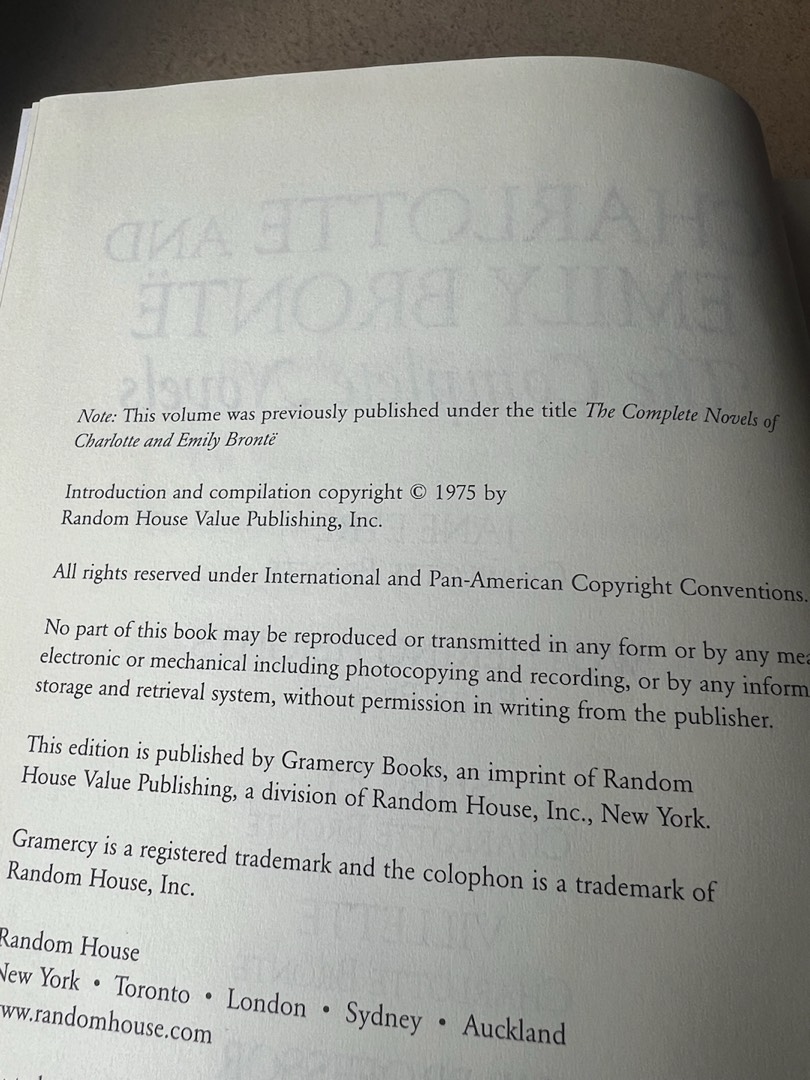 Note: This volume was previously published under the title The Complete Novels of
Charlotte and Emily Brontë
Introduction and compilation copyright © 1975 by
Random House Value Publishing, Inc.
All rights reserved under International and Pan-American Copyright Conventions.
No part of this book may be reproduced or transmitted in any form or by any
electronic or mechanical including photocopying and recording, or by any
storage and retrieval system, without permission in writing from the publisher.
This edition is published by Gramercy Books, an imprint of Random
House Value Publishing, a division of Random House, Inc., New York.
Gramercy is a registered trademark and the colophon is a trademark of
Random House, Inc.
Random House
New York • Toronto • London • Sydney • Auckland
www.randomhouse.com